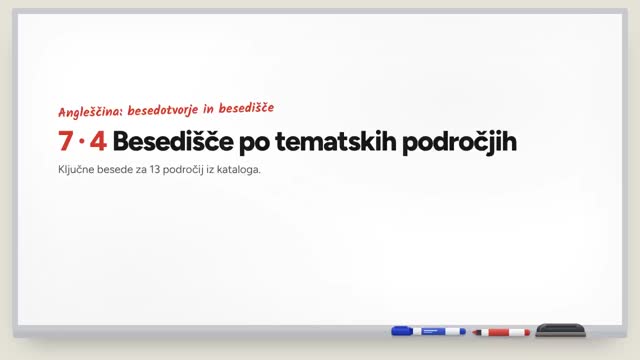 Angleščina: besedotvorje in besedišče
7 · 4 Besedišče po tematskih področjih
Ključne besede za 13 področij iz kataloga.